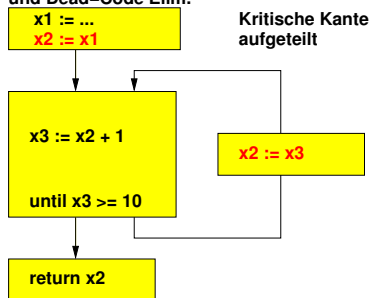 und Dead-Code Elim.
x1 := ...
x2 := x1
Kritische Kante
aufgeteilt
x3 := x2 + 1
x2 := x3
until x3 >= 10
return x2